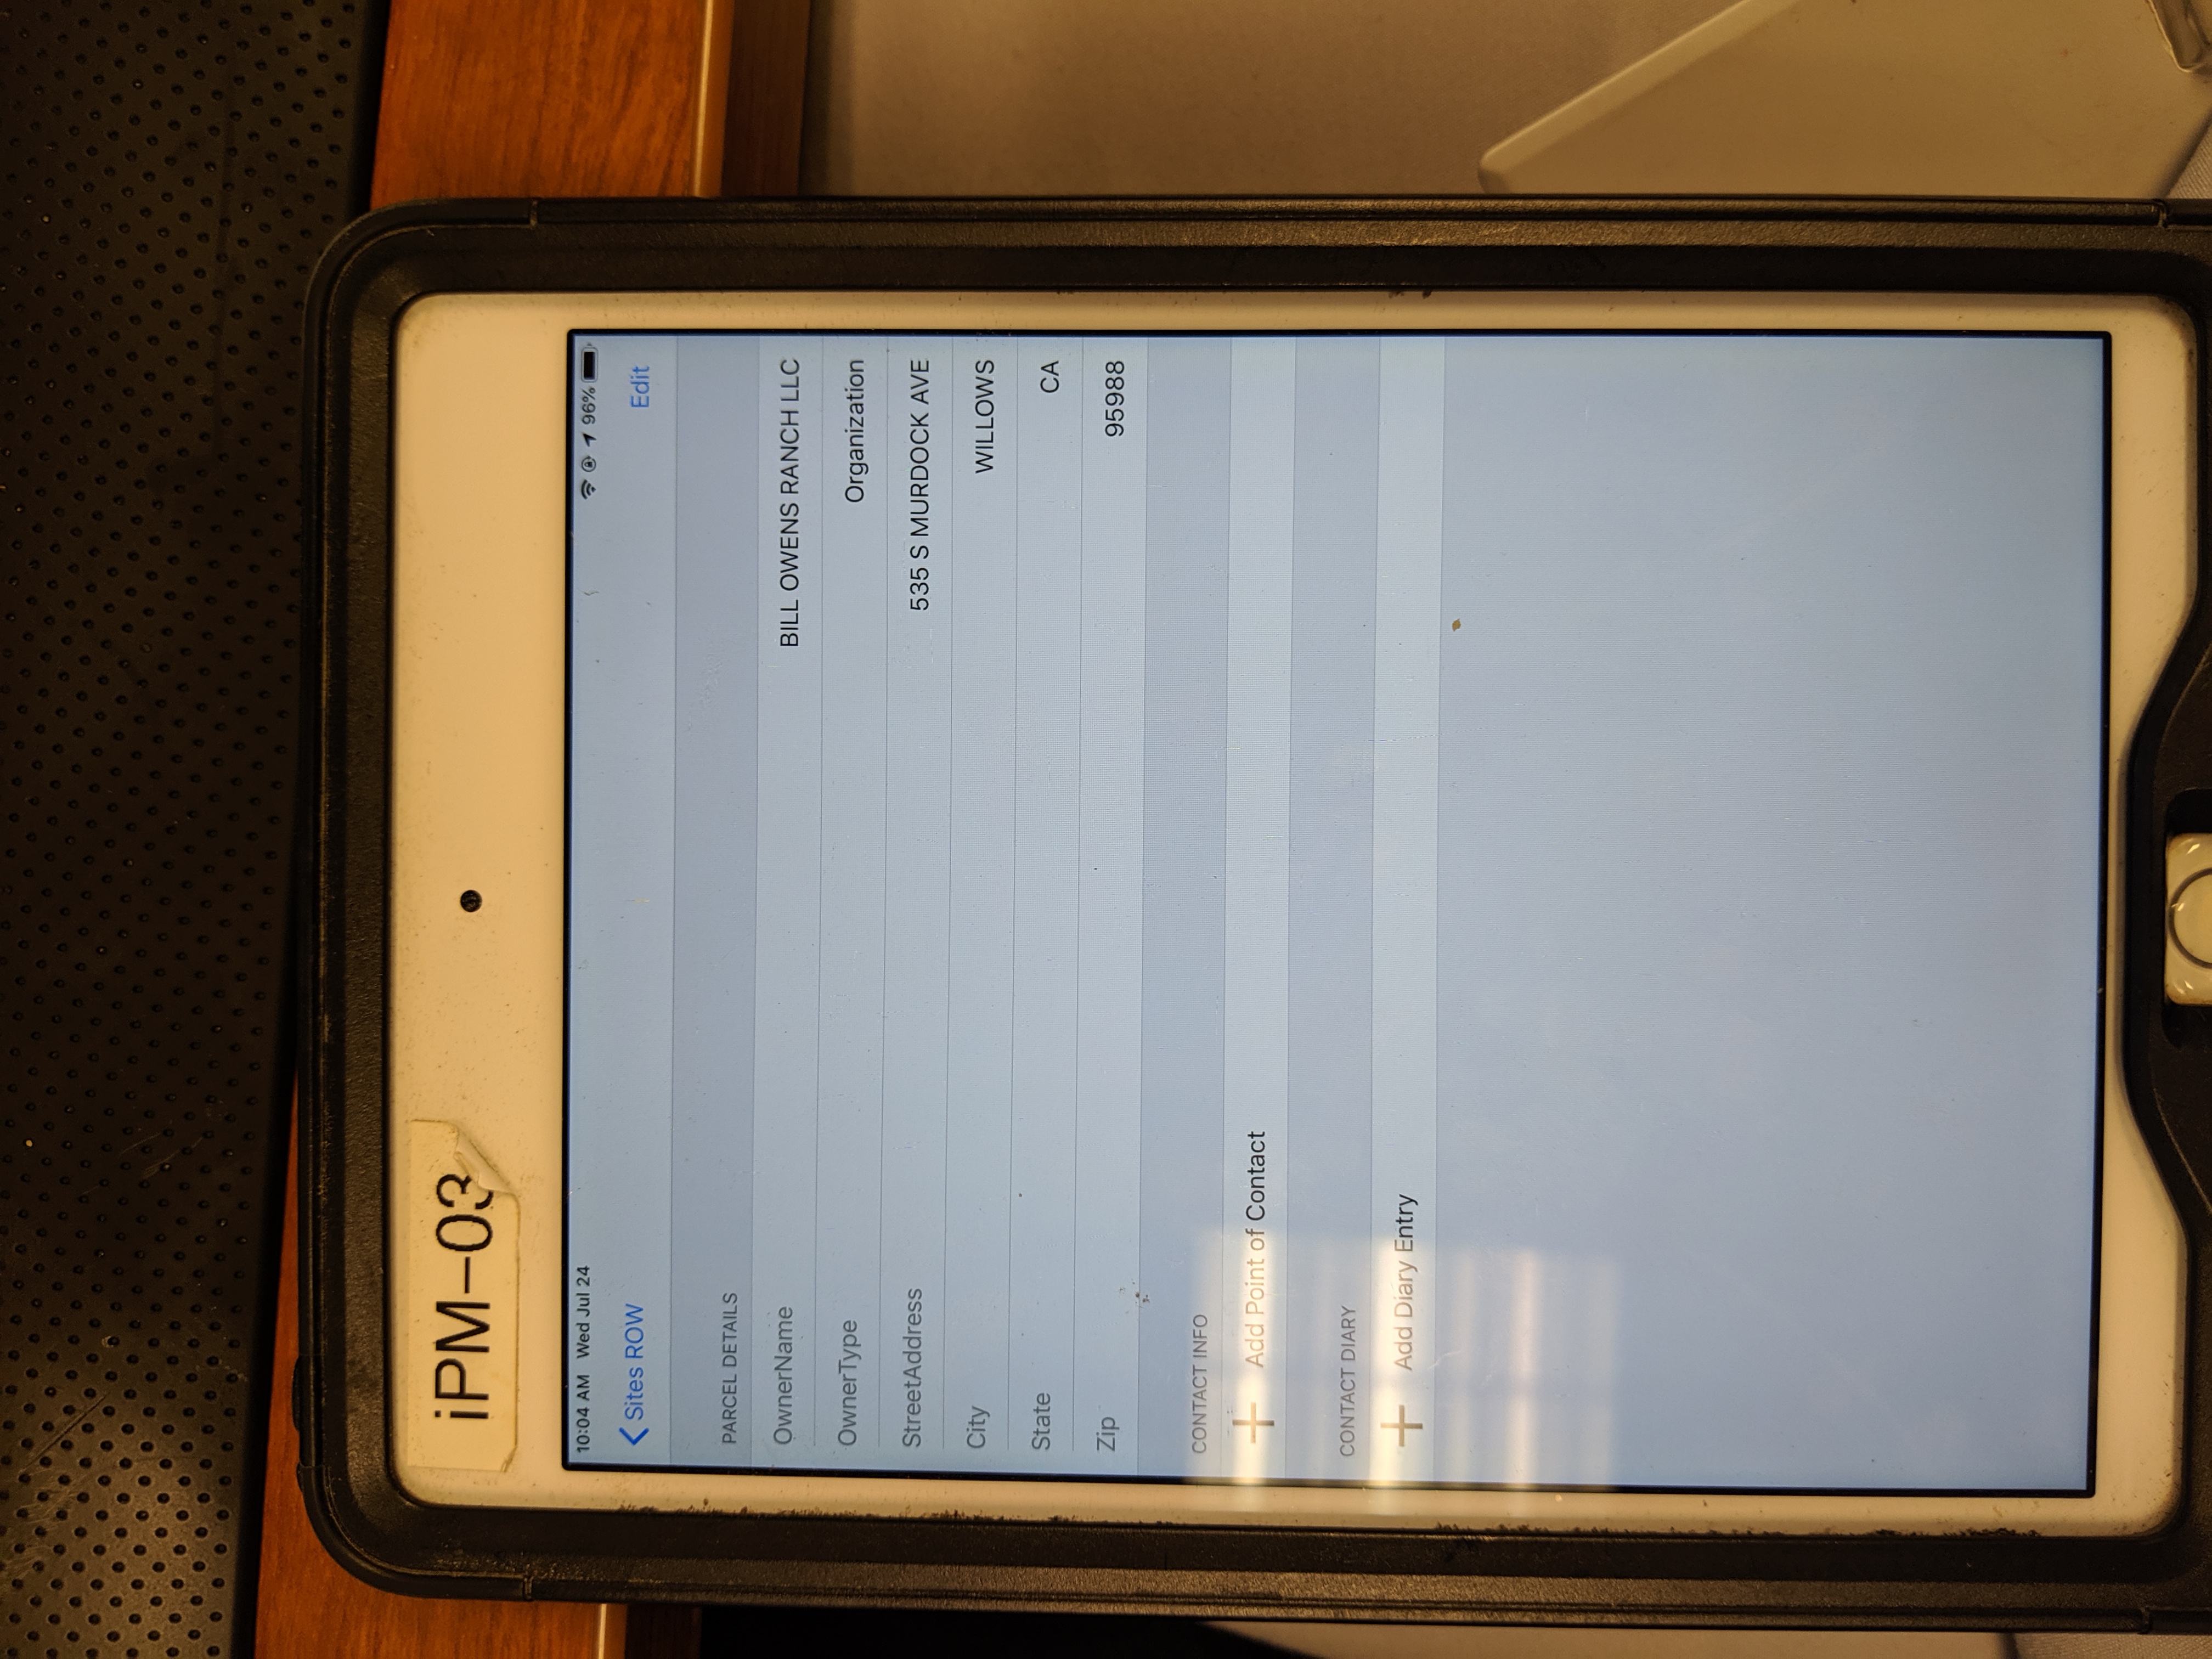 iPM-03
10:04 AM Wed Jul 24 96%
Sites ROW Edit
PARCEL DETAILS
OwnerName BILL OWENS RANCH LLC
OwnerType Organization
StreetAddress 535 S MURDOCK AVE
City WILLOWS
State CA
Zip 95988
CONTACT INFO
Add Point of Contact
CONTACT DIARY
Add Diary Entry